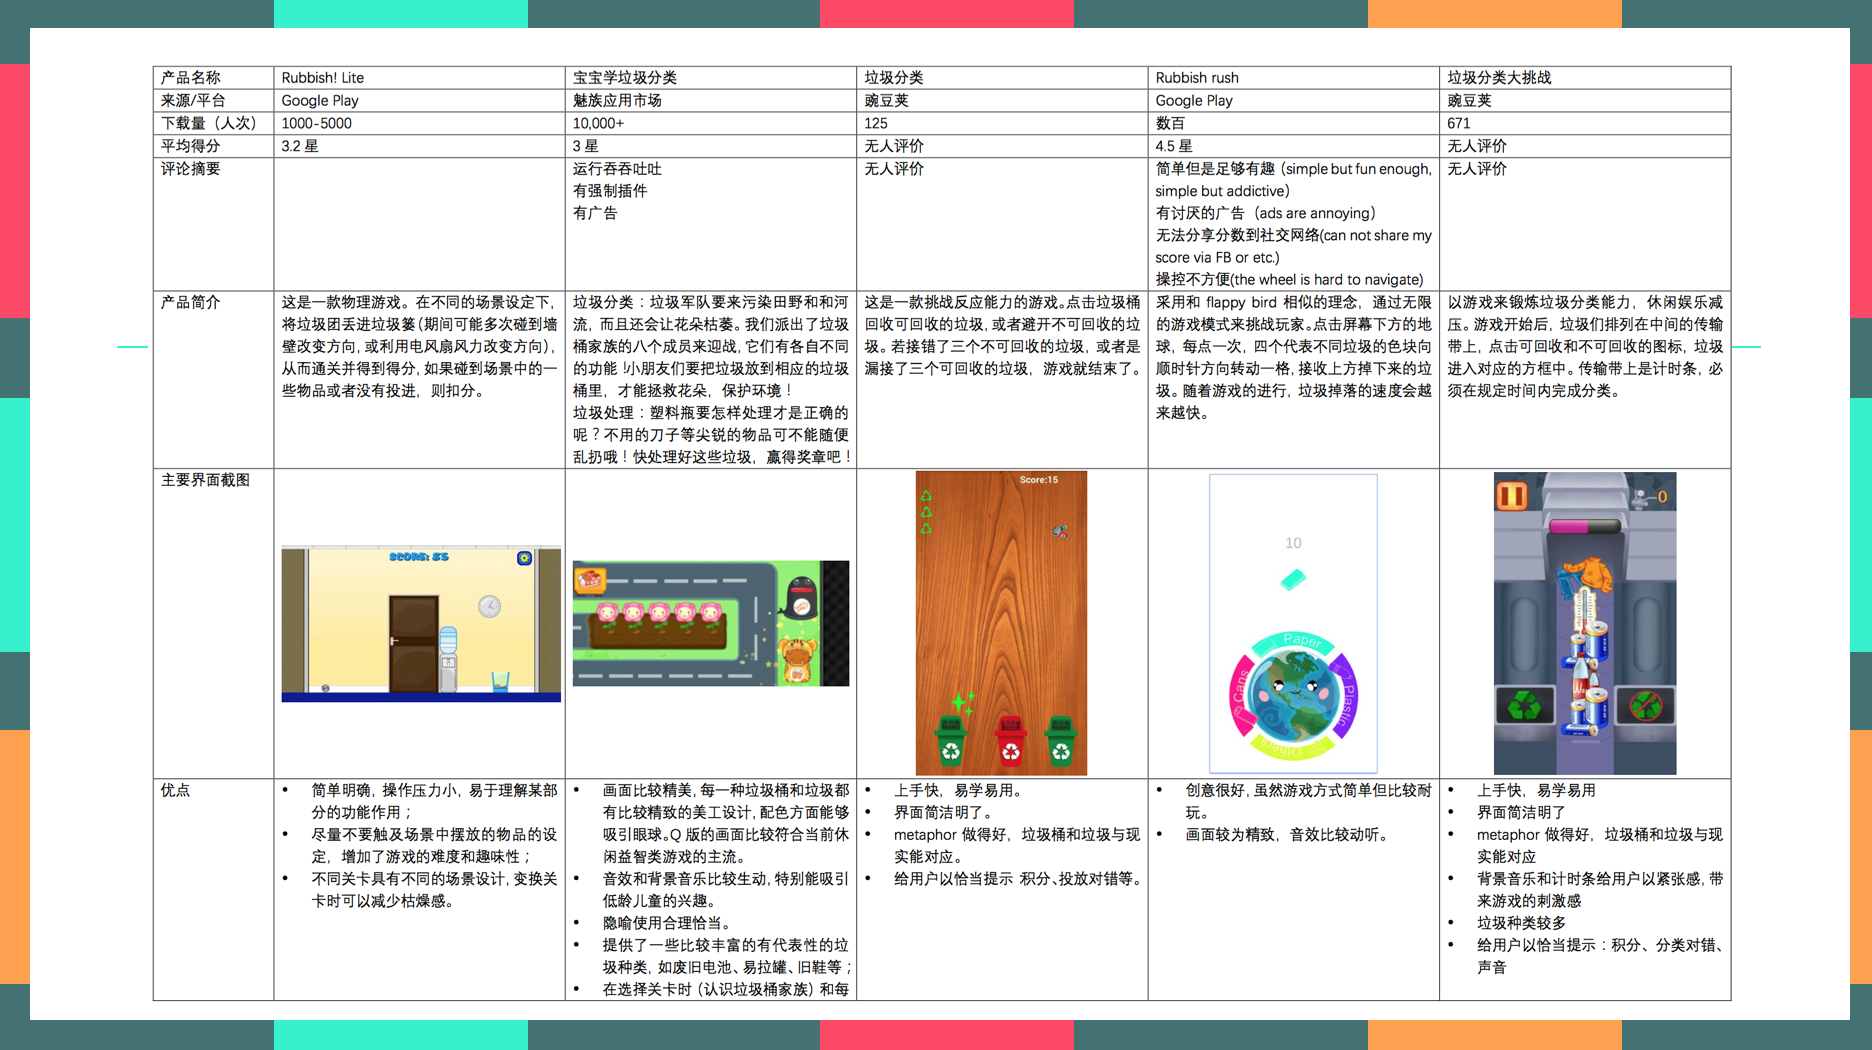 产品名称 Rubbish! Lite 宝宝学垃圾分类 垃圾分类 Rubbish rush 垃圾分类大挑战
来源/平台 Google Play 魅族应用市场 豌豆荚 Google Play 豌豆荚
下载量（人次） 1000-5000 10,000+ 125 数百 671
平均得分 3.2 星 3 星 无人评价 4.5 星 无人评价
评论摘要
运行吞吞吐吐
有强制插件
有广告
无人评价
简单但是足够有趣（simple but fun enough,
simple but addictive）
有讨厌的广告（ads are annoying）
无法分享分数到社交网络(can not share my
score via FB or etc.)
操控不方便(the wheel is hard to navigate)
无人评价
产品简介
这是一款物理游戏。在不同的场景设定下，
将垃圾团丢进垃圾篓(期间可能多次碰到墙
壁改变方向，或利用电风扇风力改变方向)，
从而通关并得到得分，如果碰到场景中的一
些物品或者没有投进，则扣分。
垃圾分类：垃圾军队要来污染田野和和河
流，而且还会让花朵枯萎。我们派出了垃圾
桶家族的八个成员来迎战，它们有各自不同
的功能！小朋友们要把垃圾放到相应的垃圾
桶里，才能拯救花朵，保护环境！
垃圾处理：塑料瓶要怎样处理才是正确的
呢？不用的刀子等尖锐的物品可不能随便
乱扔哦！快处理好这些垃圾，赢得奖章吧！
这是一款挑战反应能力的游戏。点击垃圾桶
回收可回收的垃圾，或者避开不可回收的垃
圾。若接错了三个不可回收的垃圾，或者是
漏接了三个可回收的垃圾，游戏就结束了。
采用和 flappy bird 相似的理念，通过无限
的游戏模式来挑战玩家。点击屏幕下方的地
球，每点一次，四个代表不同垃圾的色块向
顺时针方向转动一格，接收上方掉下来的垃
圾。随着游戏的进行，垃圾掉落的速度会越
来越快。
以游戏来锻炼垃圾分类能力，休闲娱乐减
压。游戏开始后，垃圾们排列在中间的传输
带上，点击可回收和不可回收的图标，垃圾
进入对应的方框中。传输带上是计时条，必
须在规定时间内完成分类。
主要界面截图
SCORE: 55
Score:15
10
Paper
Plastic
Others
Cans
0
优点
• 简单明确，操作压力小，易于理解某部
分的功能作用；
• 尽量不要触及场景中摆放的物品的设
定，增加了游戏的难度和趣味性；
• 不同关卡具有不同的场景设计，变换关
卡时可以减少枯燥感。
• 画面比较精美，每一种垃圾桶和垃圾都
有比较精致的美工设计，配色方面能够
吸引眼球。Q 版的画面比较符合当前休
闲益智类游戏的主流。
• 音效和背景音乐比较生动，特别能吸引
低龄儿童的兴趣。
• 隐喻使用合理恰当。
• 提供了一些比较丰富的有代表性的垃
圾种类，如废旧电池、易拉罐、旧鞋等；
• 在选择关卡时（认识垃圾桶家族）和每
• 上手快，易学易用。
• 界面简洁明了。
• metaphor 做得好，垃圾桶和垃圾与现
实能对应。
• 给用户以恰当提示：积分、投放对错等。
• 创意很好，虽然游戏方式简单但比较耐
玩。
• 画面较为精致，音效比较动听。
• 上手快，易学易用
• 界面简洁明了
• metaphor 做得好，垃圾桶和垃圾与现
实能对应
• 背景音乐和计时条给用户以紧张感，带
来游戏的刺激感
• 垃圾种类较多
• 给用户以恰当提示：积分、分类对错、
声音